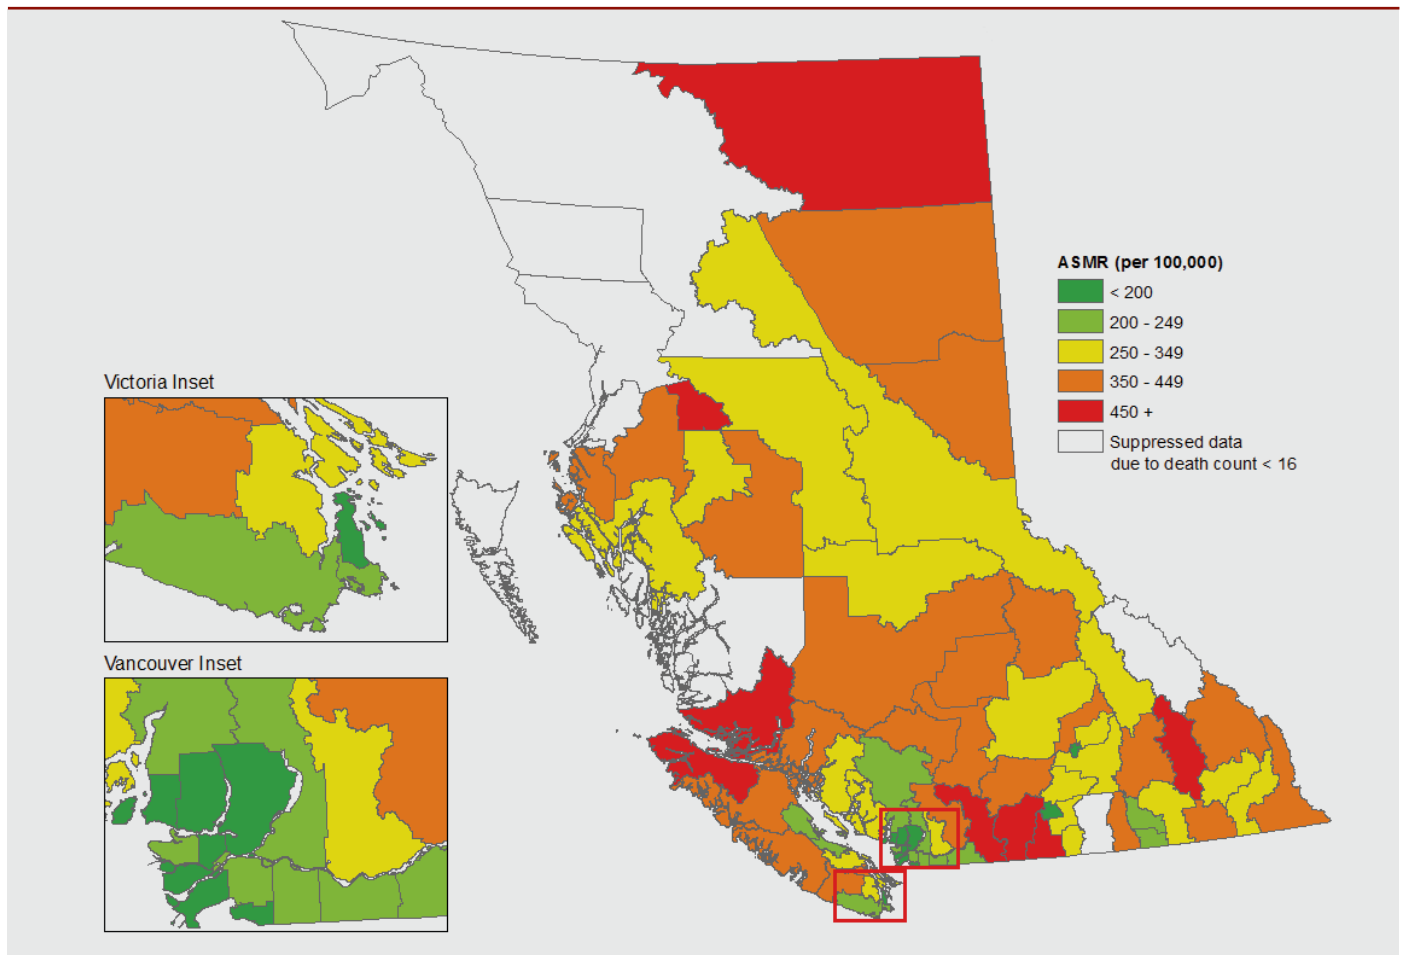 ASMR (per 100,000)
< 200
200 - 249
250 - 349
350 - 449
450 +
Suppressed data
due to death count < 16
Victoria Inset
Vancouver Inset